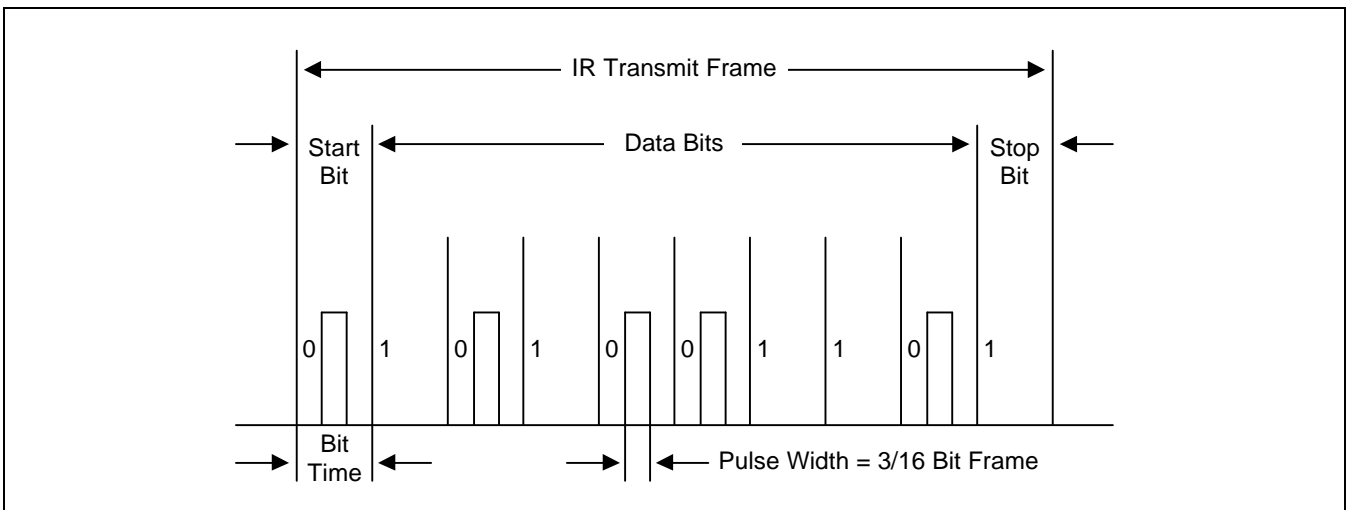 IR Transmit Frame
Start
Bit
Data Bits
Stop
Bit
0 1 0 1 0 0 1 1 0 1
Bit
Time
Pulse Width = 3/16 Bit Frame